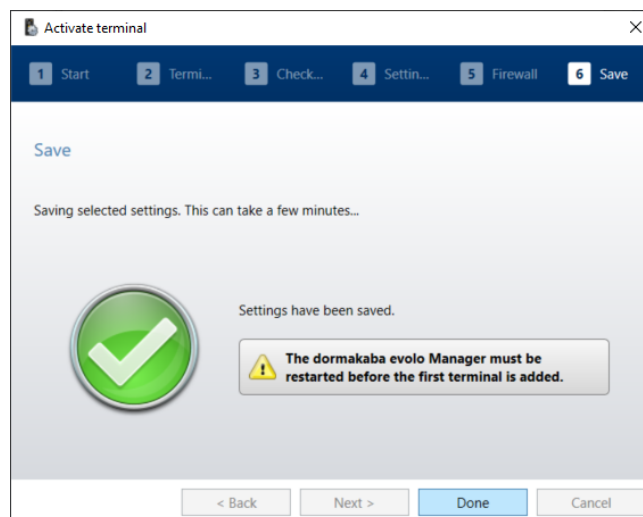 Activate terminal
1 Start 2 Termi... 3 Check... 4 Settin... 5 Firewall 6 Save
Save
Saving selected settings. This can take a few minutes...
Settings have been saved.
The dormakaba evolo Manager must be
restarted before the first terminal is added.
< Back Next > Done Cancel